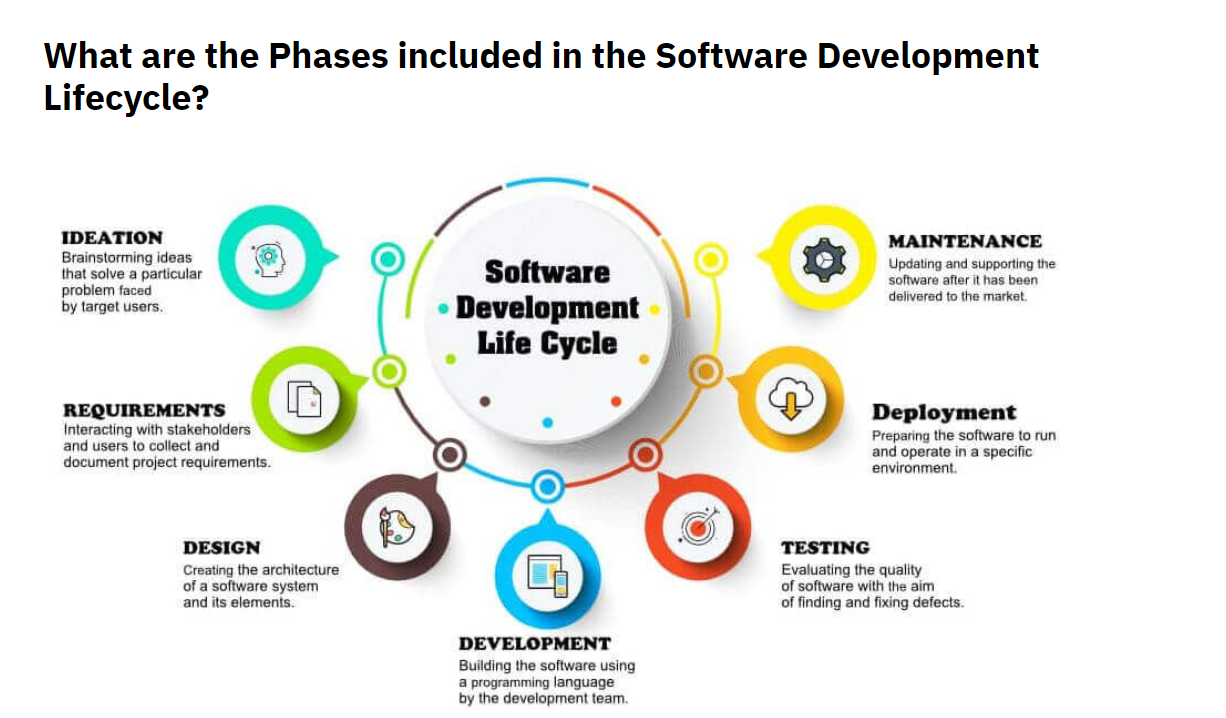 What are the Phases included in the Software Development
Lifecycle?
Software
Development
Life Cycle
IDEATION
Brainstorming ideas
that solve a particular
problem faced
by target users.
REQUIREMENTS
Interacting with stakeholders
and users to collect and
document project requirements.
DESIGN
Creating the architecture
of a software system
and its elements.
DEVELOPMENT
Building the software using
a programming language
by the development team.
TESTING
Evaluating the quality
of software with the aim
of finding and fixing defects.
Deployment
Preparing the software to run
and operate in a specific
environment.
MAINTENANCE
Updating and supporting the
software after it has been
delivered to the market.